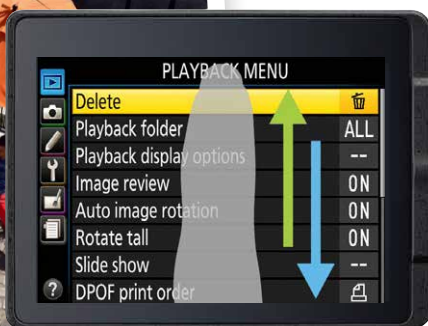 PLAYBACK MENU
Delete
Playback folder ALL
Playback display options --
Image review ON
Auto image rotation ON
Rotate tall ON
Slide show --
DPOF print order
?